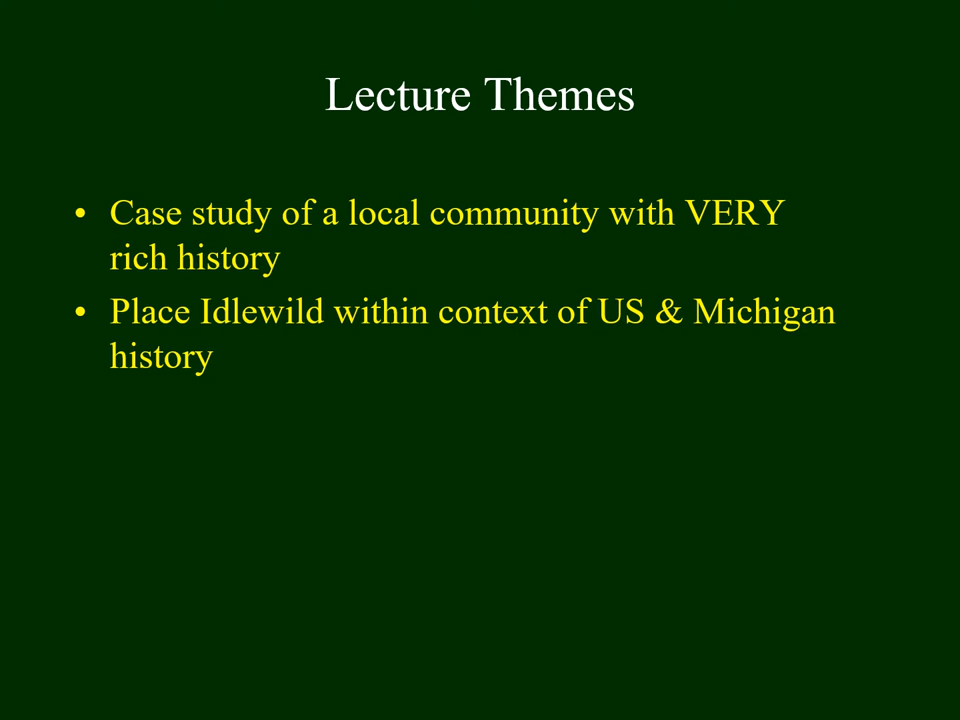 Lecture Themes
• Case study of a local community with VERY
rich history
• Place Idlewild within context of US & Michigan
history